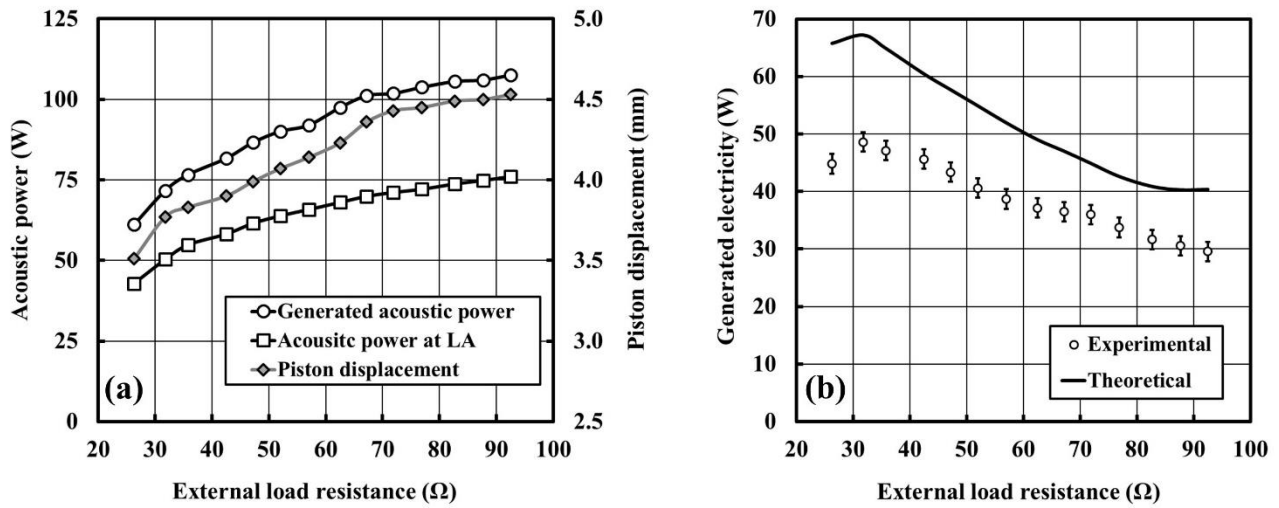 125
100
75
50
25
0
Acoustic power (W)
5.0
4.5
4.0
3.5
3.0
2.5
Piston displacement (mm)
Generated acoustic power
Acousitc power at LA
Piston displacement
(a)
20 30 40 50 60 70 80 90 100
External load resistance (Ω)
70
60
50
40
30
20
10
0
Generated electricity (W)
Experimental
Theoretical
(b)
20 30 40 50 60 70 80 90 100
External load resistance (Ω)